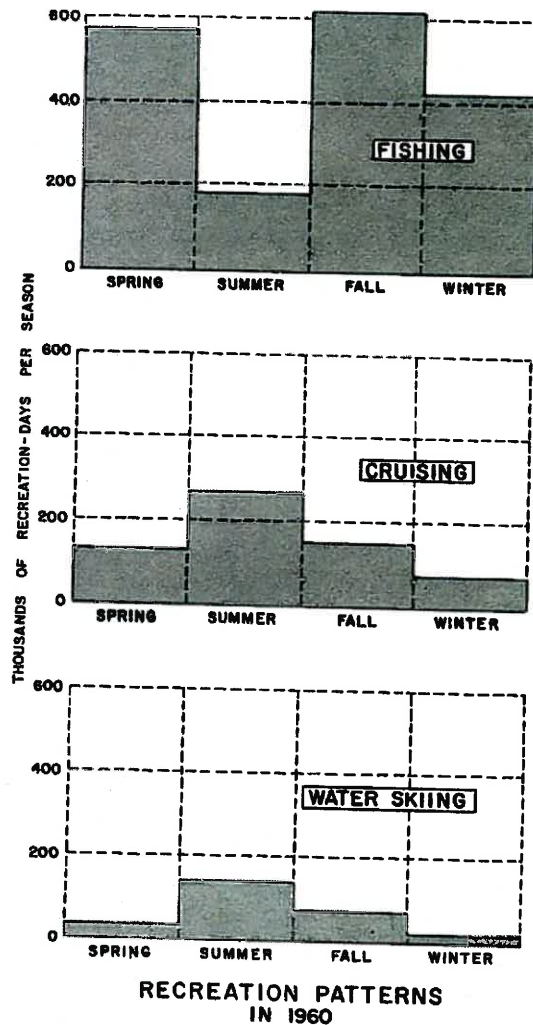 THOUSANDS OF RECREATION-DAYS PER SEASON
600
400
200
0
FISHING
SPRING SUMMER FALL WINTER
600
400
200
0
CRUISING
SPRING SUMMER FALL WINTER
600
400
200
0
WATER SKIING
SPRING SUMMER FALL WINTER
RECREATION PATTERNS
IN 1960